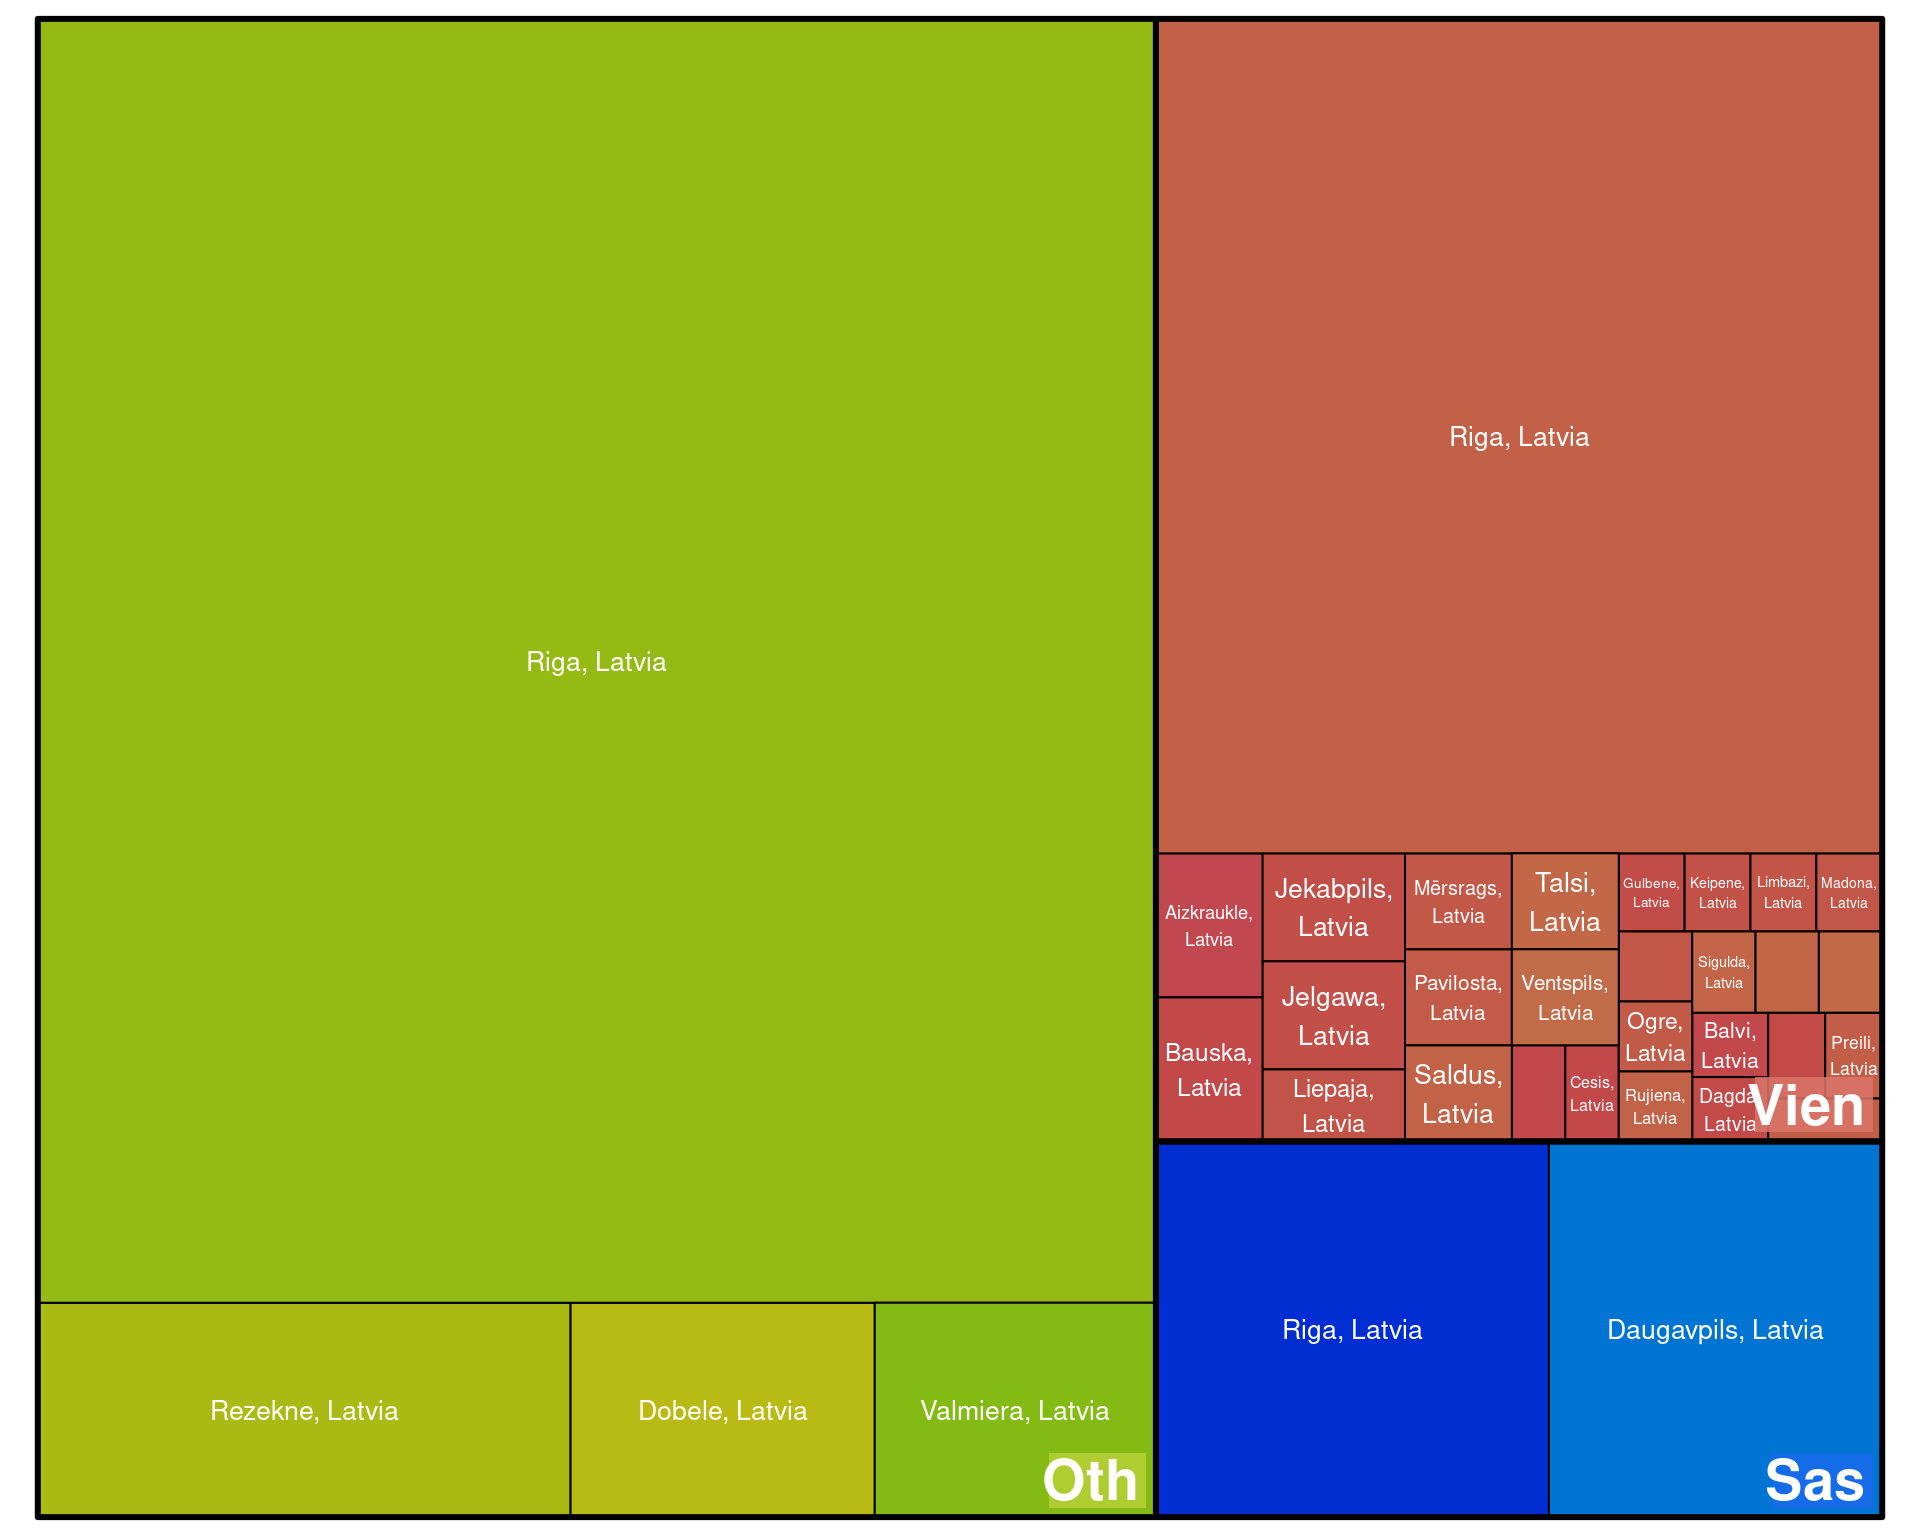 Riga, Latvia
Rezekne, Latvia
Dobele, Latvia
Valmiera, Latvia
Oth
Riga, Latvia
Aizkraukle,
Latvia
Bauska,
Latvia
Jekabpils,
Latvia
Jelgawa,
Latvia
Liepaja,
Latvia
Mērsrags,
Latvia
Pavilosta,
Latvia
Saldus,
Latvia
Talsi,
Latvia
Ventspils,
Latvia
Cesis,
Latvia
Gulbene,
Latvia
Keipene,
Latvia
Limbazi,
Latvia
Madona,
Latvia
Ogre,
Latvia
Rujiena,
Latvia
Sigulda,
Latvia
Balvi,
Latvia
Dagda
Latvia
Preili,
Latvia
Vien
Riga, Latvia
Daugavpils, Latvia
Sas